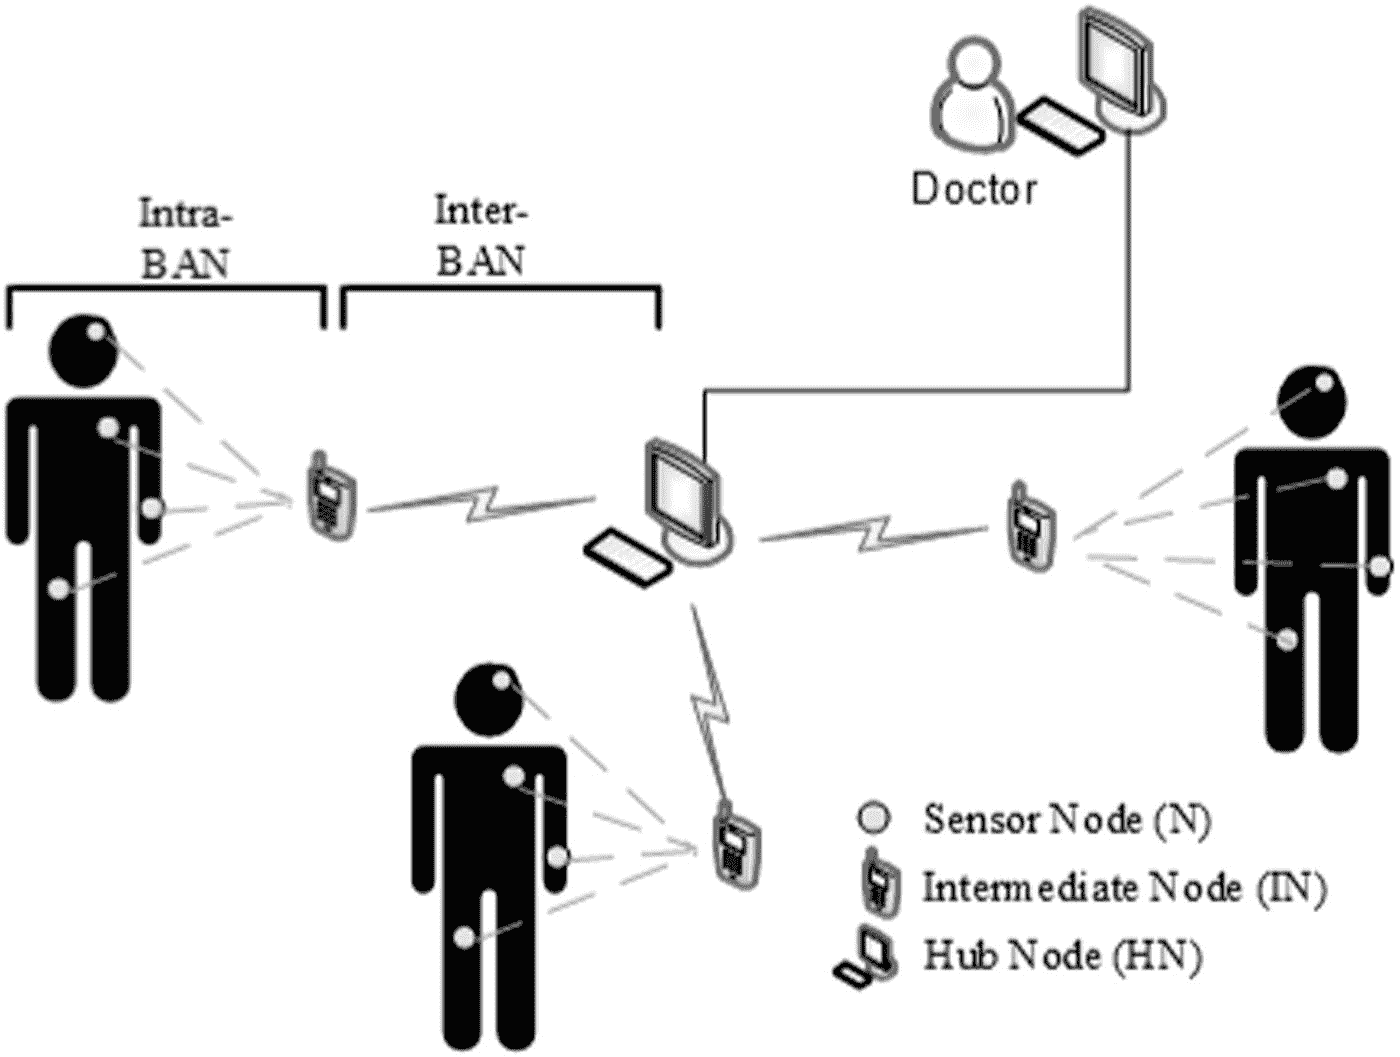 Doctor
Intra-
BAN
Inter-
BAN
Sensor Node (N)
Intermediate Node (IN)
Hub Node (HN)